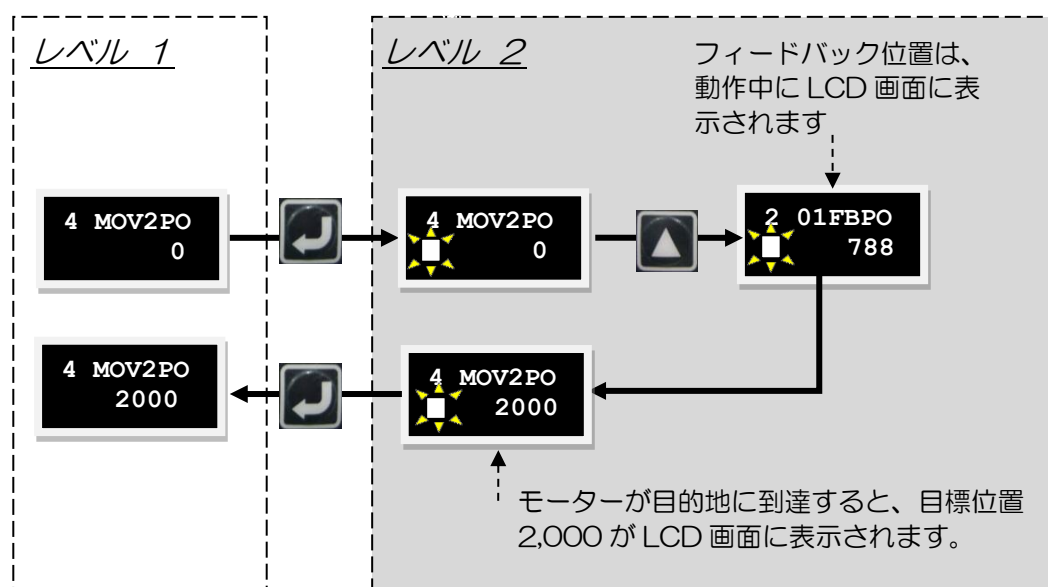 レベル 1
レベル 2
フィードバック位置は、
動作中に LCD 画面に表
示されます
4 MOV2PO
0
4 MOV2PO
0
2 01FBPO
788
4 MOV2PO
2000
4 MOV2PO
2000
モーターが目的地に到達すると、目標位置
2,000 が LCD 画面に表示されます。